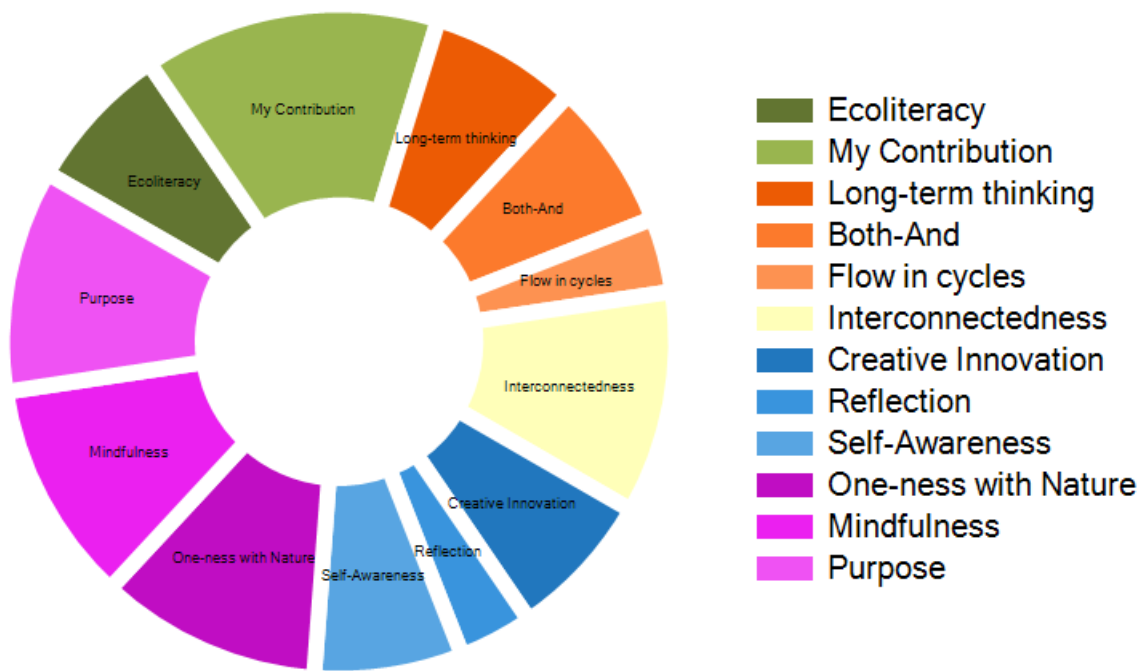 My Contribution
Long-term thinking
Ecoliteracy
Both-And
Flow in cycles
Purpose
Interconnectedness
Mindfulness
Creative Innovation
Reflection
One-ness with Nature
Self-Awareness
Ecoliteracy
My Contribution
Long-term thinking
Both-And
Flow in cycles
Interconnectedness
Creative Innovation
Reflection
Self-Awareness
One-ness with Nature
Mindfulness
Purpose